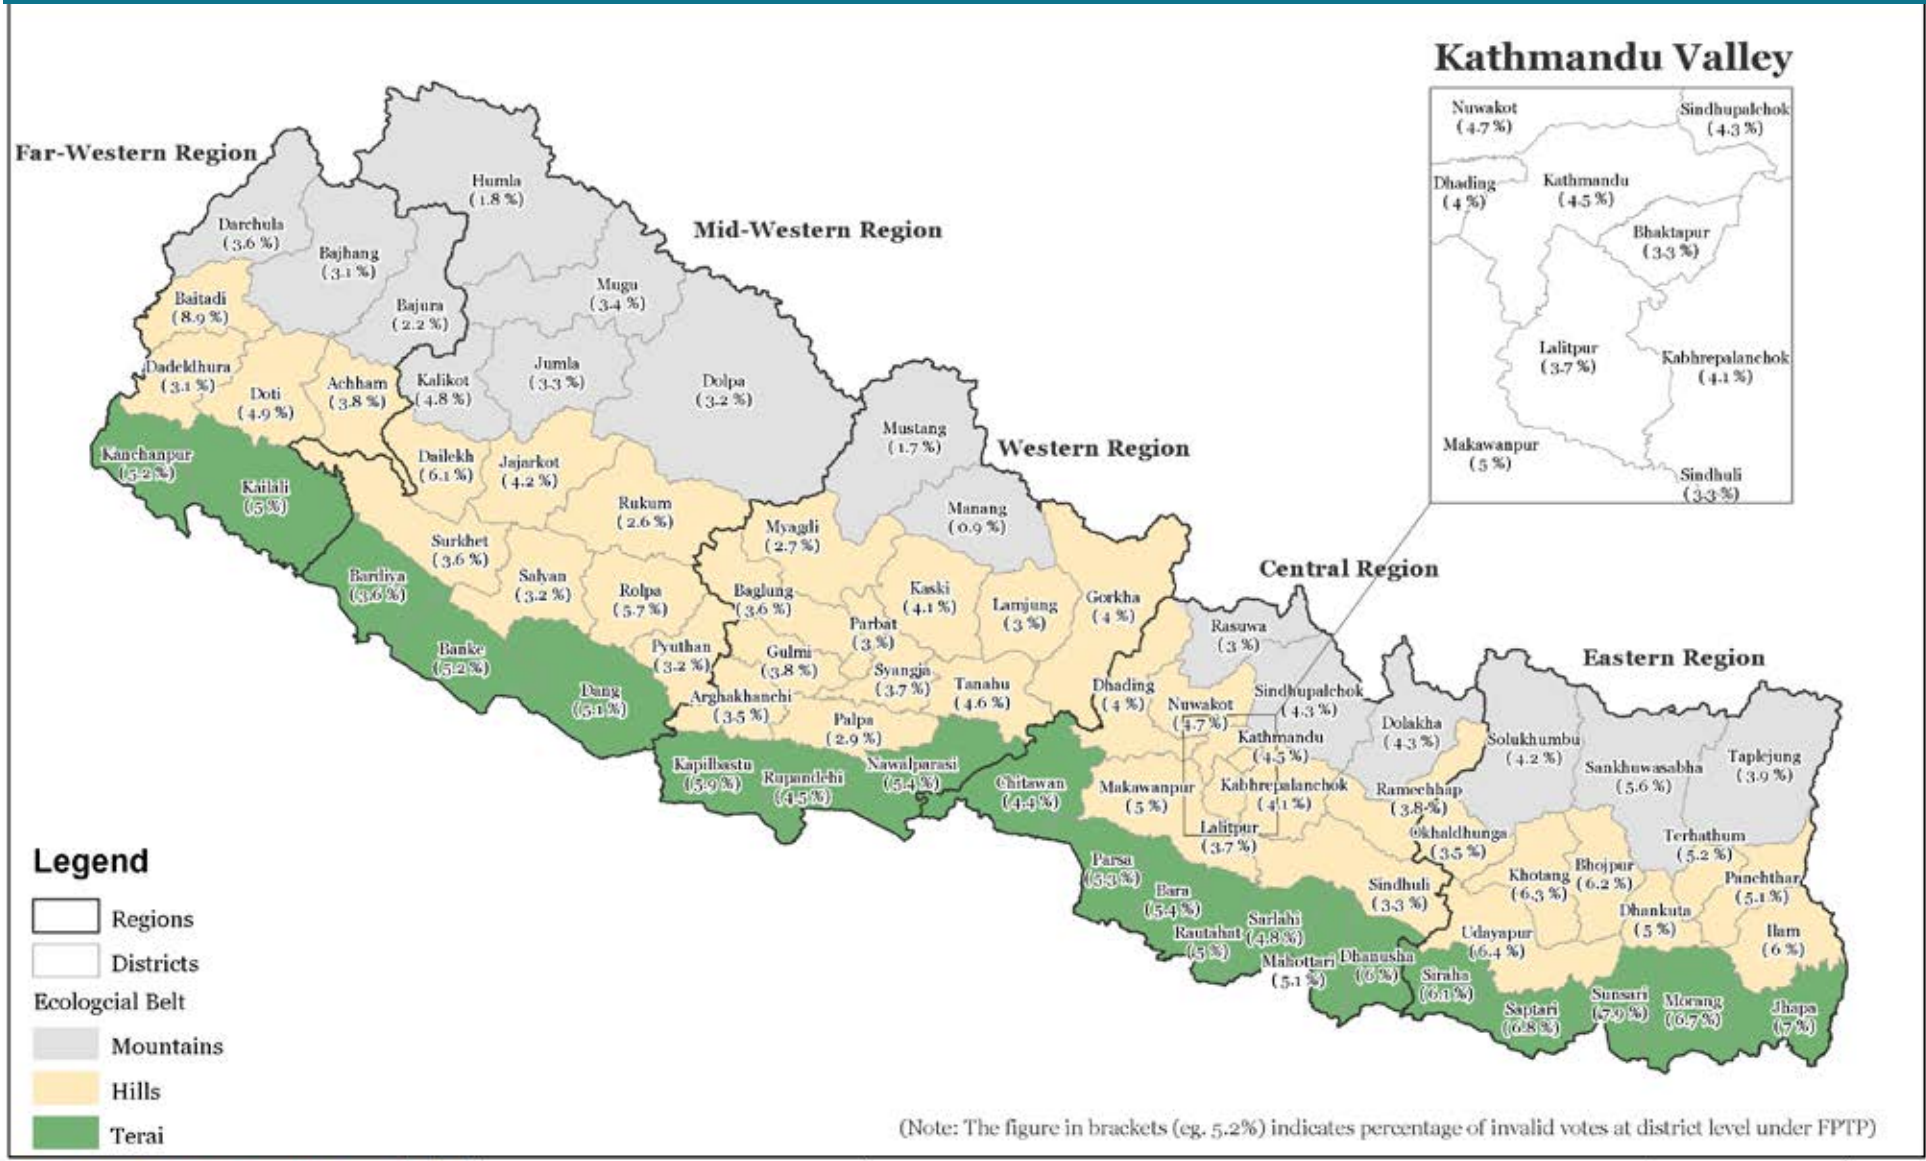 Kathmandu Valley
Nuwakot
(4.7 %)
Sindhupalchok
(4.3 %)
Dhading
(4 %)
Kathmandu
(4.5 %)
Bhaktapur
(3.3 %)
Lalitpur
(3.7 %)
Kabhrepalanchok
(4.1 %)
Makawanpur
(5 %)
Sindhuli
(3.3 %)
Far-Western Region
Darchula
(3.6 %)
Bajhang
(3.1 %)
Baitadi
(8.9 %)
Bajura
(2.2 %)
Dadeldhura
(3.1 %)
Doti
(4.9 %)
Achham
(3.8 %)
Kanchanpur
(5.2 %)
Kailali
(5 %)
Mid-Western Region
Humla
(1.8 %)
Mugu
(3.4 %)
Jumla
(3.3 %)
Kalikot
(4.8 %)
Dolpa
(3.2 %)
Dailekh
(6.1 %)
Jajarkot
(4.2 %)
Rukum
(2.6 %)
Surkhet
(3.6 %)
Salyan
(3.2 %)
Rolpa
(5.7 %)
Bardiya
(3.6 %)
Banke
(5.2 %)
Pyuthan
(3.2 %)
Dang
(5.1 %)
Western Region
Mustang
(1.7 %)
Manang
(0.9 %)
Myagdi
(2.7 %)
Baglung
(3.6 %)
Kaski
(4.1 %)
Lamjung
(3 %)
Gorkha
(4 %)
Parbat
(3 %)
Gulmi
(3.8 %)
Syangja
(3.7 %)
Tanahu
(4.6 %)
Arghakhanchi
(3.5 %)
Palpa
(2.9 %)
Kapilbastu
(5.9 %)
Rupandehi
(4.5 %)
Nawalparasi
(5.4 %)
Central Region
Rasuwa
(3 %)
Dhading
(4 %)
Nuwakot
(4.7 %)
Sindhupalchok
(4.3 %)
Dolakha
(4.3 %)
Kathmandu
(4.5 %)
Chitawan
(4.4 %)
Makawanpur
(5 %)
Kabhrepalanchok
(4.1 %)
Ramechhap
(3.8 %)
Lalitpur
(3.7 %)
Sindhuli
(3.3 %)
Parsa
(5.3 %)
Bara
(5.4 %)
Rautahat
(5 %)
Sarlahi
(4.8 %)
Mahottari
(5.1 %)
Dhanusha
(6 %)
Eastern Region
Solukhumbu
(4.2 %)
Sankhuwasabha
(5.6 %)
Taplejung
(3.9 %)
Okhaldhunga
(3.5 %)
Khotang
(6.3 %)
Bhojpur
(6.2 %)
Terhathum
(5.2 %)
Panchthar
(5.1 %)
Dhankuta
(5 %)
Udayapur
(6.4 %)
Ilam
(6 %)
Siraha
(6.1 %)
Saptari
(6.8 %)
Sunsari
(7.9 %)
Morang
(6.7 %)
Jhapa
(7 %)
Legend
Regions
Districts
Ecologcial Belt
Mountains
Hills
Terai
(Note: The figure in brackets (eg. 5.2%) indicates percentage of invalid votes at district level under FPTP)